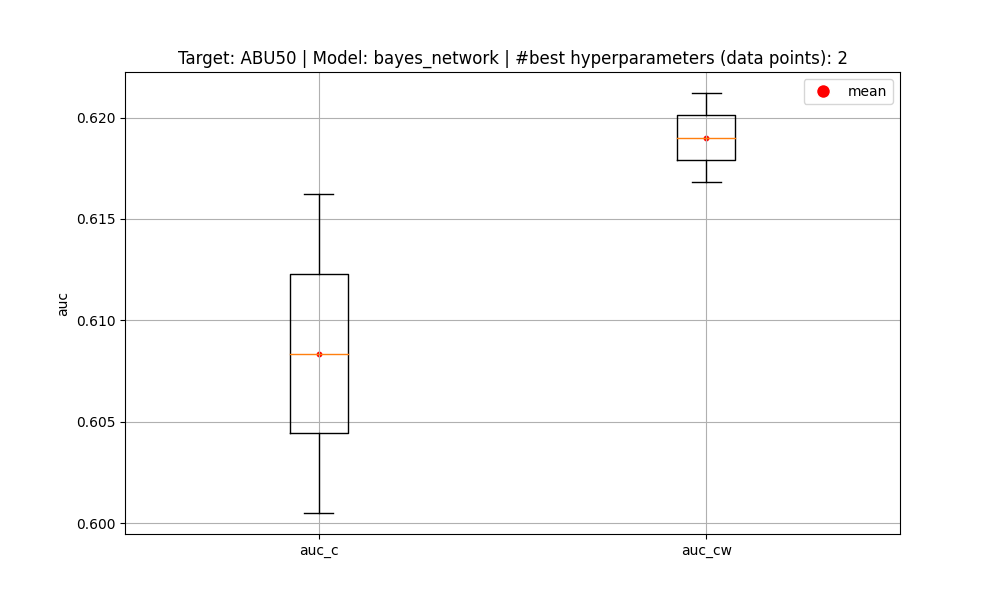 Target: ABU50 | Model: bayes_network | #best hyperparameters (data points): 2
mean
0.620
0.615
0.610
0.605
0.600
auc
auc_c
auc_cw